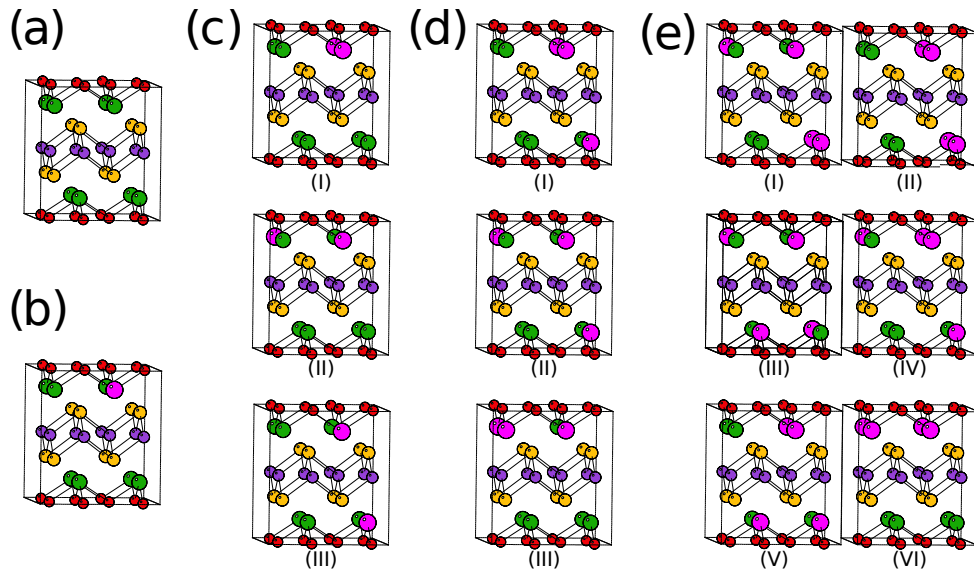 (a)
(b)
(c)
(I)
(II)
(III)
(d)
(I)
(II)
(III)
(e)
(I) (II)
(III) (IV)
(V) (VI)